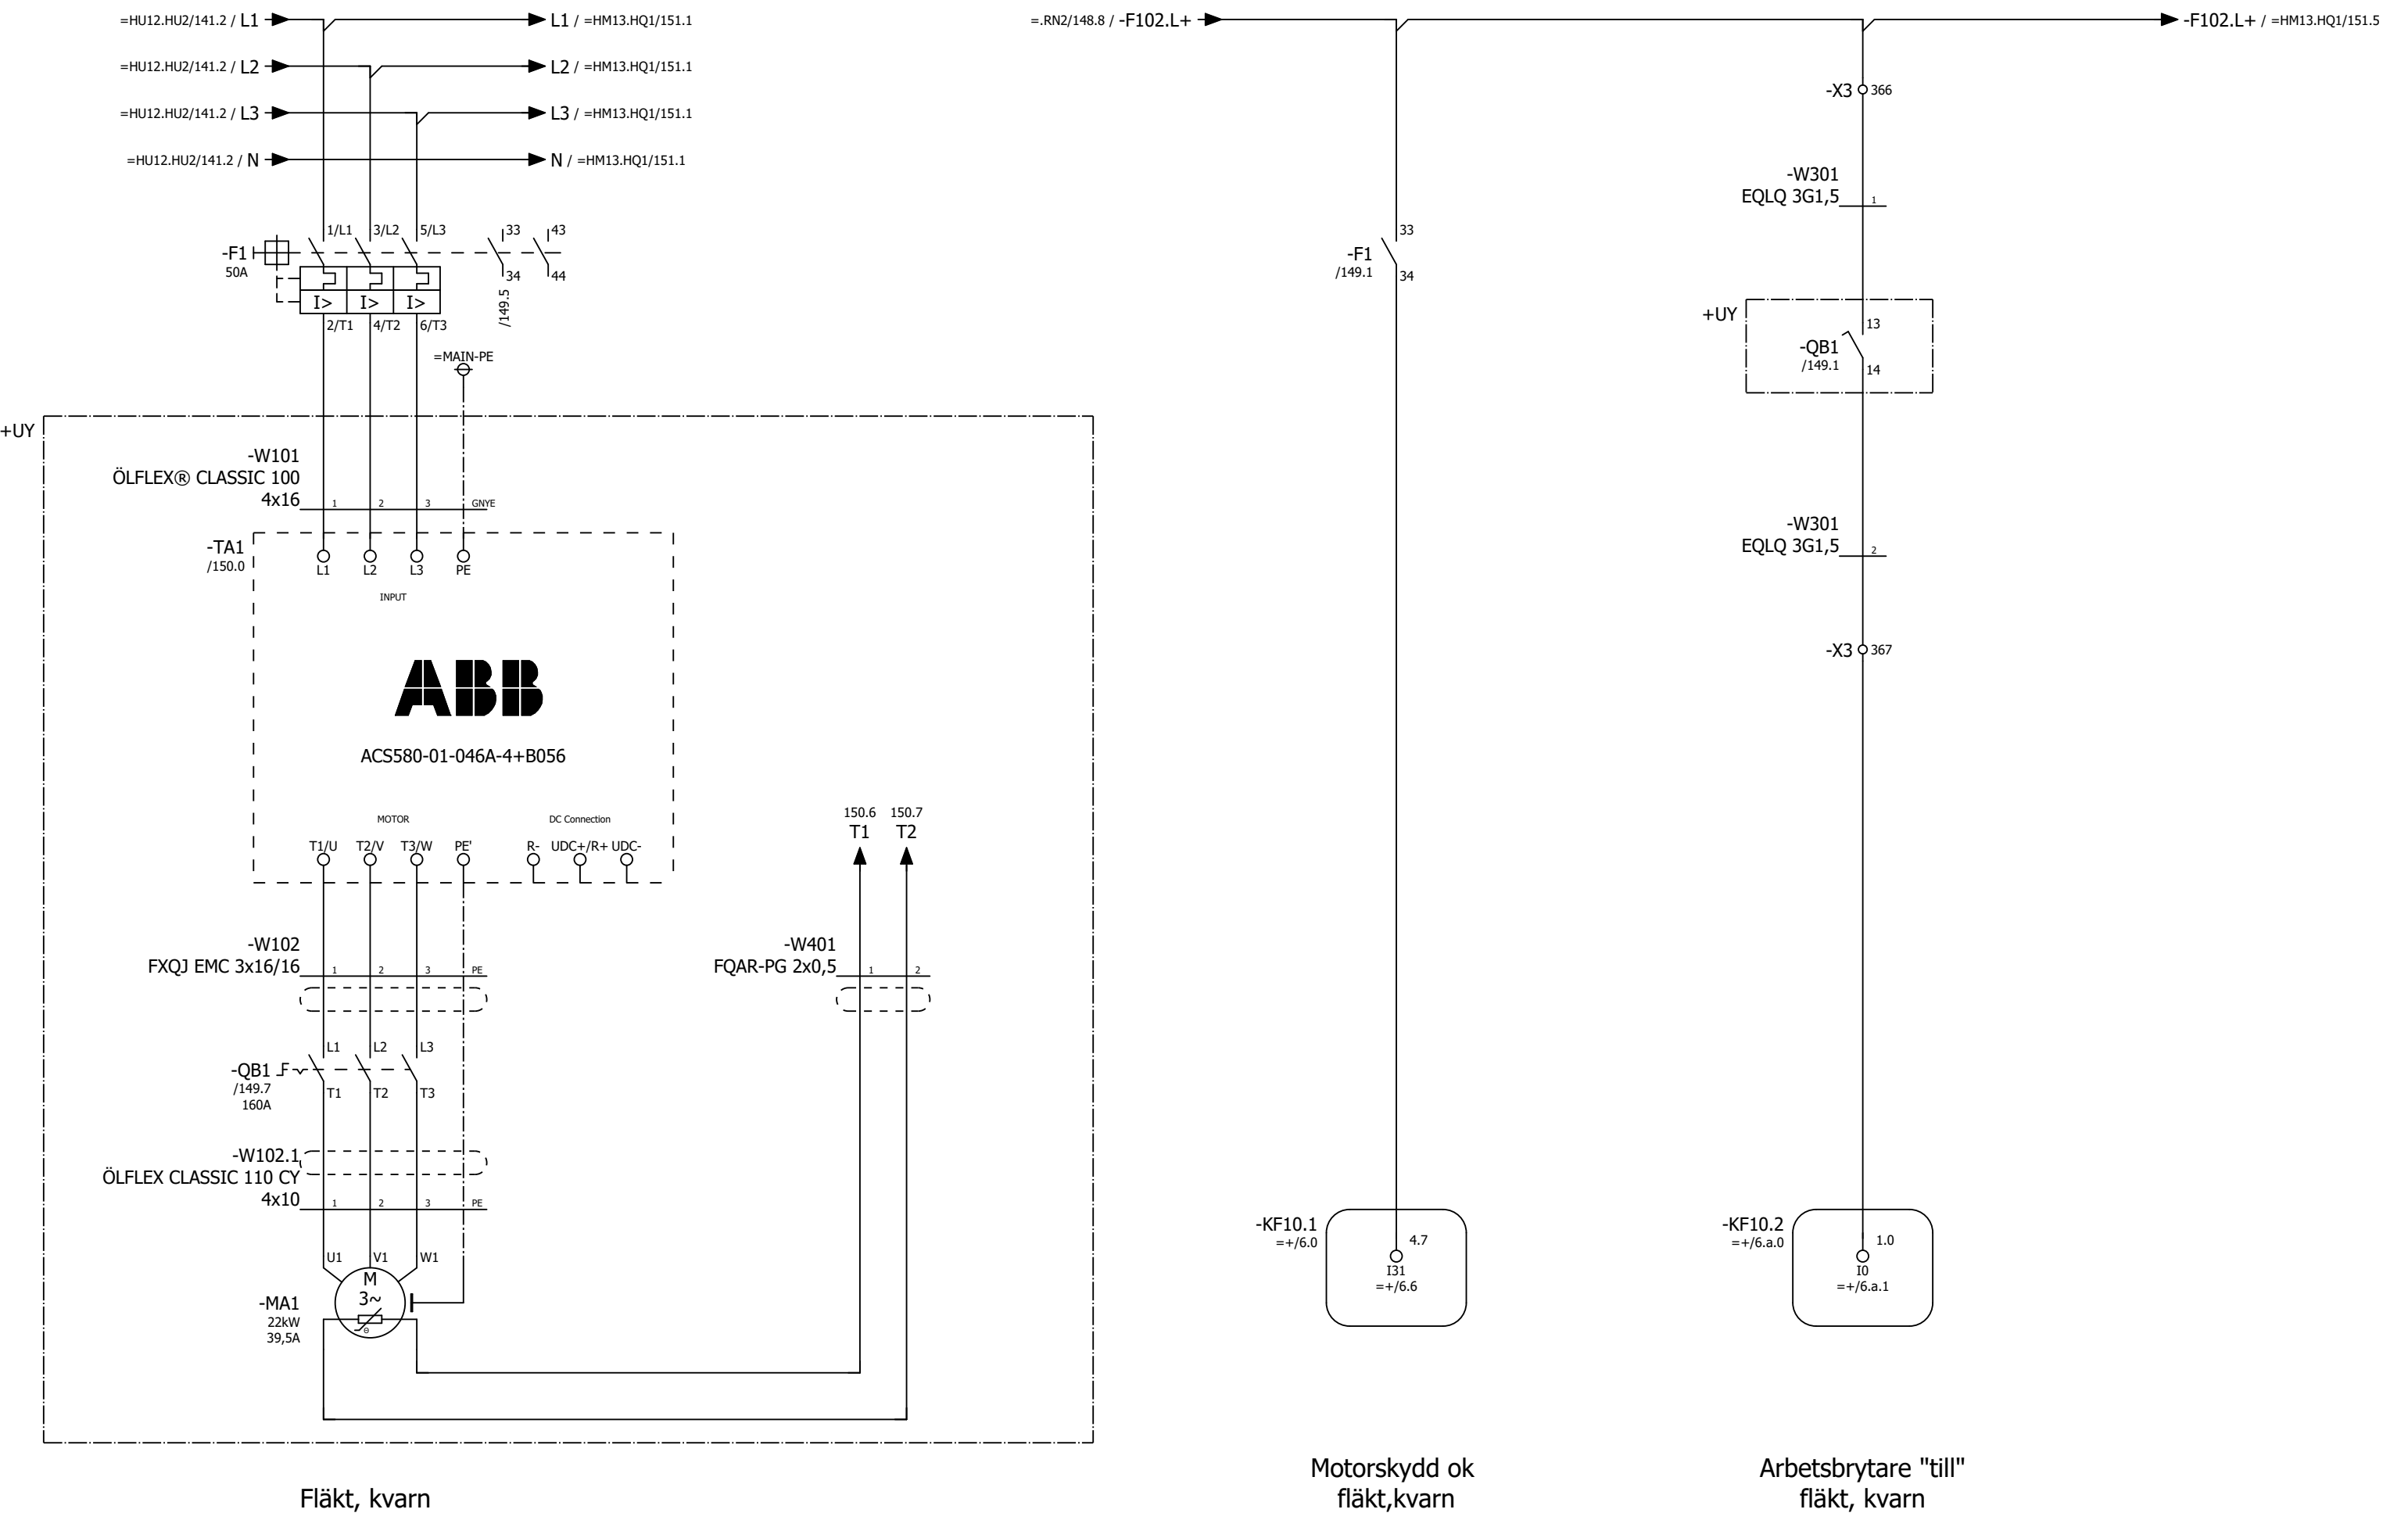 =HU12.HU2/141.2 / L1
L1 / =HM13.HQ1/151.1
=HU12.HU2/141.2 / L2
L2 / =HM13.HQ1/151.1
=HU12.HU2/141.2 / L3
L3 / =HM13.HQ1/151.1
=HU12.HU2/141.2 / N
N / =HM13.HQ1/151.1
=.RN2/148.8 / -F102.L+
-F102.L+ / =HM13.HQ1/151.5
-F1
50A
1/L1 3/L2 5/L3 33 43
34 44
I> I> I>
2/T1 4/T2 6/T3
/149.5
=MAIN-PE
+UY
-W101
ÖLFLEX® CLASSIC 100
4x16
1 2 3 GNYE
-TA1
/150.0
L1 L2 L3 PE
INPUT
ABB
ACS580-01-046A-4+B056
MOTOR
DC Connection
T1/U T2/V T3/W PE' R- UDC+/R+ UDC-
150.6 150.7
T1 T2
-W102
FXQJ EMC 3x16/16
1 2 3 PE
-W401
FQAR-PG 2x0,5
1 2
-QB1
/149.7
160A
L1 L2 L3
T1 T2 T3
-W102.1
ÖLFLEX CLASSIC 110 CY
4x10
1 2 3 PE
U1 V1 W1
M
3~
Θ
-MA1
22kW
39,5A
Fläkt, kvarn
-F1
/149.1
33
34
-KF10.1
=+/6.0
4.7
I31
=+/6.6
Motorskydd ok
fläkt,kvarn
-X3 366
-W301
EQLQ 3G1,5
1
+UY
-QB1
/149.1
13
14
-W301
EQLQ 3G1,5
2
-X3 367
-KF10.2
=+/6.a.0
1.0
I0
=+/6.a.1
Arbetsbrytare "till"
fläkt, kvarn